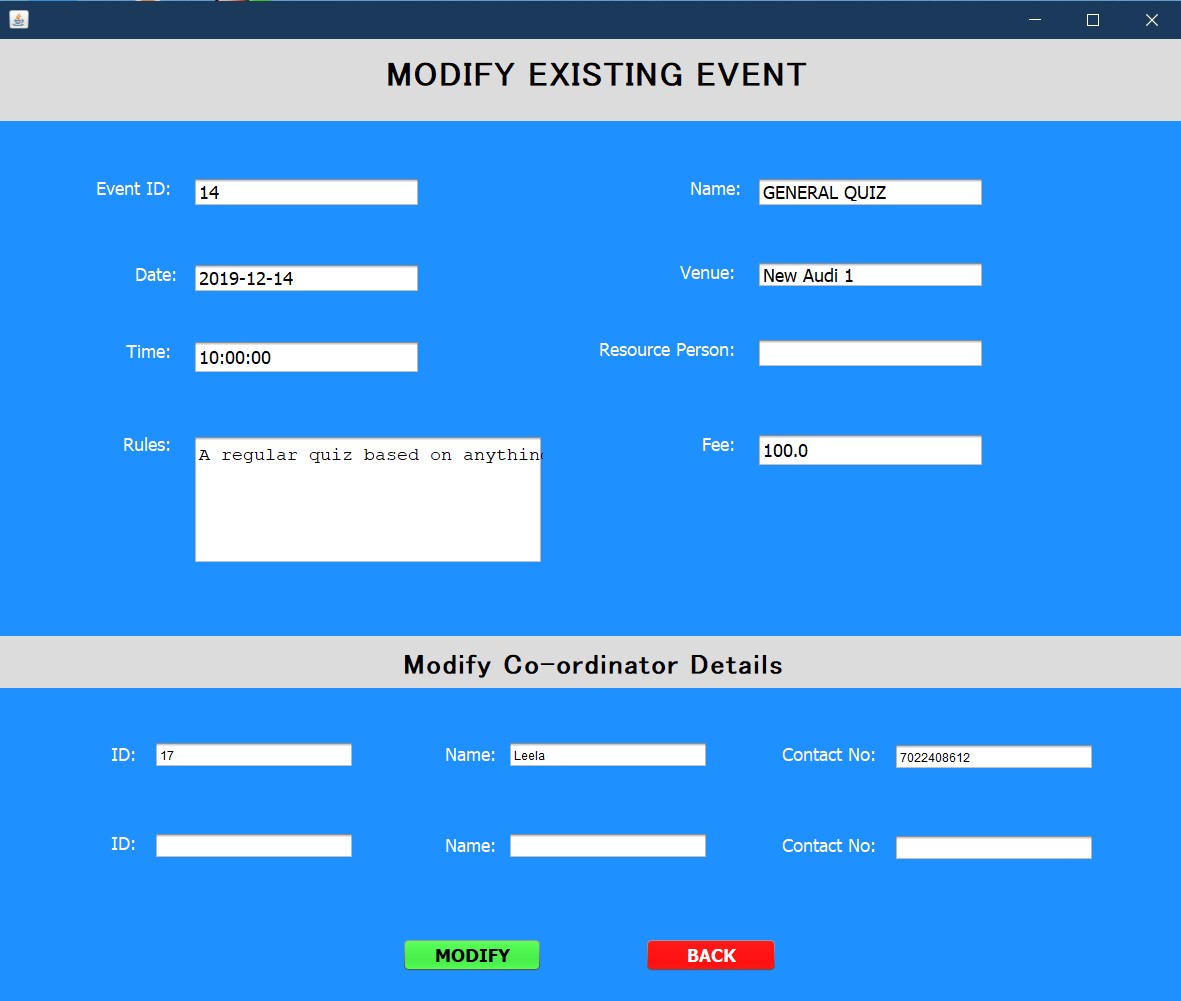 MODIFY EXISTING EVENT
Event ID: 14 Name: GENERAL QUIZ
Date: 2019-12-14 Venue: New Audi 1
Time: 10:00:00 Resource Person:
Rules: A regular quiz based on anything Fee: 100.0
Modify Co-ordinator Details
ID: 17 Name: Leela Contact No: 7022408612
ID: Name: Contact No:
MODIFY BACK